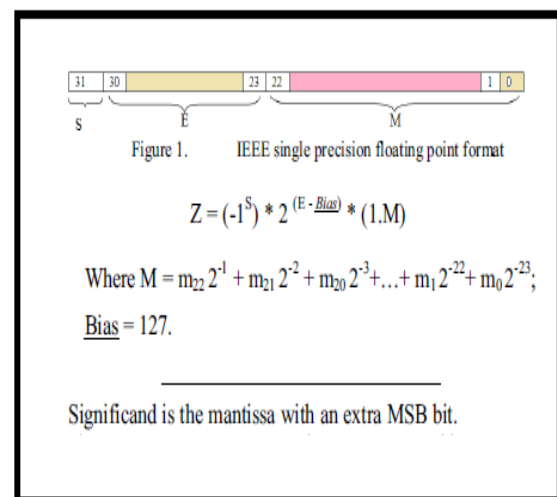 31 30 23 22 1 0
S E M
Figure 1. IEEE single precision floating point format
Z = (-1^S) * 2^(E - Bias) * (1.M)
Where M = m₂₂ 2⁻¹ + m₂₁ 2⁻² + m₂₀ 2⁻³+…+ m₁ 2⁻²²+ m₀2⁻²³;
Bias = 127.
Significand is the mantissa with an extra MSB bit.